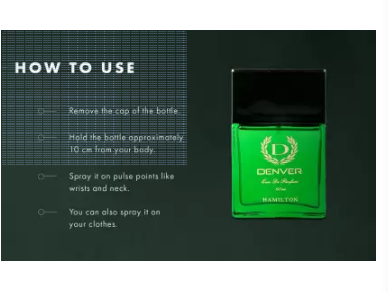 HOW TO USE
Remove the cap of the bottle.
Hold the bottle approximately
10 cm from your body.
Spray it on pulse points like
wrists and neck.
You can also spray it on
your clothes.
D
DENVER
Eau De Parfum
HAMILTON